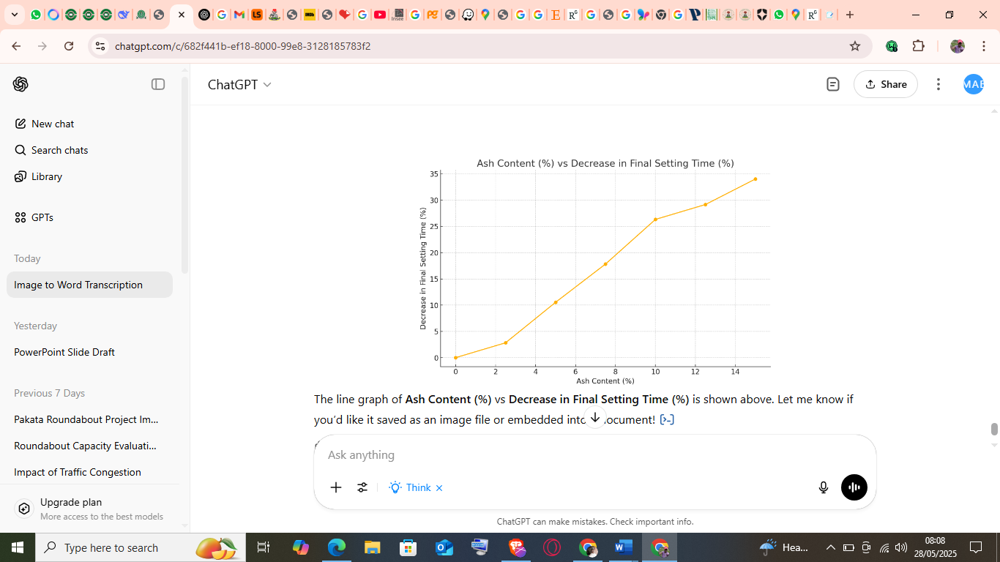 chatgpt.com/c/682f441b-ef18-8000-99e8-3128185783f2
ChatGPT
Share
MAE
New chat
Search chats
Library
GPTs
Today
Image to Word Transcription
Yesterday
PowerPoint Slide Draft
Previous 7 Days
Pakata Roundabout Project Im...
Roundabout Capacity Evaluati...
Impact of Traffic Congestion
Upgrade plan
More access to the best models
Ash Content (%) vs Decrease in Final Setting Time (%)
Decrease in Final Setting Time (%)
35
30
25
20
15
10
5
0
0 2 4 6 8 10 12 14
Ash Content (%)
The line graph of Ash Content (%) vs Decrease in Final Setting Time (%) is shown above. Let me know if
you'd like it saved as an image file or embedded into document!
Ask anything
Think
ChatGPT can make mistakes. Check important info.
Type here to search
Hea...
08:08
28/05/2025